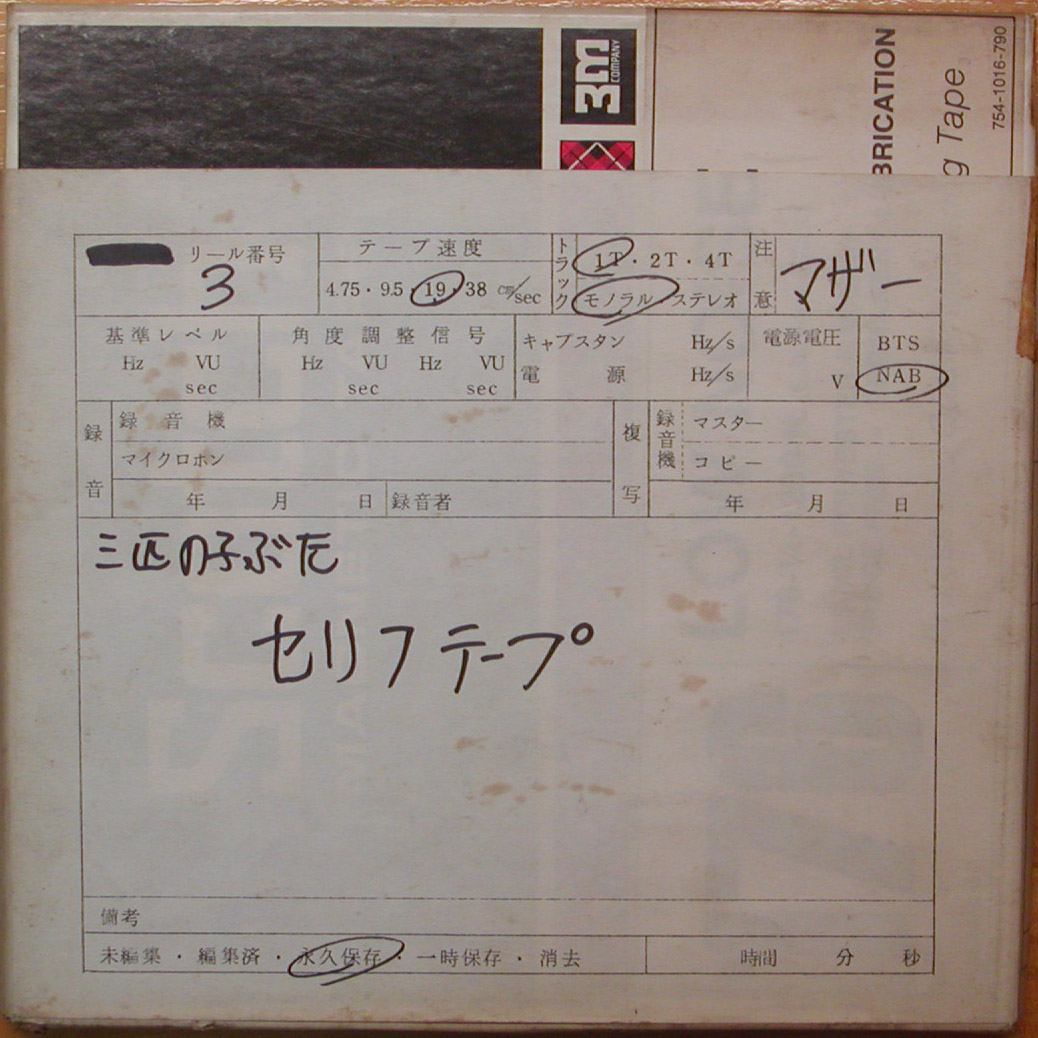 3M
COMPANY
BRICATION
g Tape
754-1016-790
リール番号
3
テープ速度
4.75・9.5・19・38 cm/sec
トラック
1T・2T・4T
モノラル・ステレオ
注意
マザー
基準レベル
Hz VU
sec
角度調整信号
Hz VU Hz VU
sec sec
キャプスタン Hz/s
電源 Hz/s
電源電圧
V
BTS
NAB
録音
録音機
マイクロホン
年 月 日 録音者
複写
録音機
マスター
コピー
年 月 日
三匹の子ぶた
セリフテープ
備考
未編集・編集済・永久保存・一時保存・消去
時間 分 秒